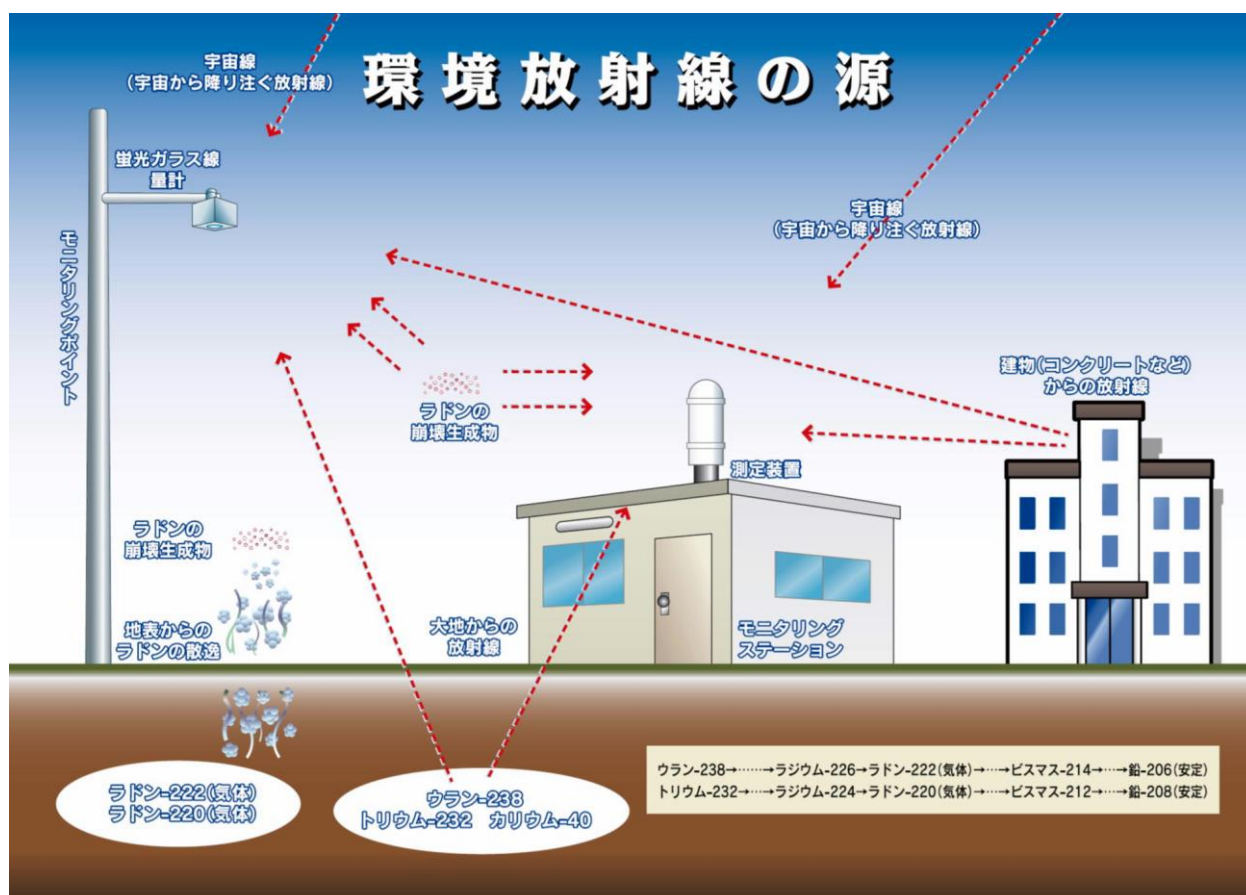 環境放射線の源
宇宙線
(宇宙から降り注ぐ放射線)
蛍光ガラス線
量計
モニタリングポイント
宇宙線
(宇宙から降り注ぐ放射線)
建物(コンクリートなど)
からの放射線
ラドンの
崩壊生成物
測定装置
ラドンの
崩壊生成物
地表からの
ラドンの散逸
大地からの
放射線
モニタリング
ステーション
ラドン-222(気体)
ラドン-220(気体)
ウラン-238
トリウム-232 カリウム-40
ウラン-238→……→ラジウム-226→ラドン-222(気体)→…→ビスマス-214→…→鉛-206(安定)
トリウム-232→……→ラジウム-224→ラドン-220(気体)→…→ビスマス-212→…→鉛-208(安定)